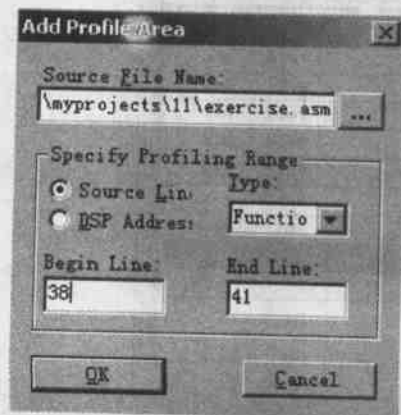 Add Profile Area
Source File Name:
\myprojects\11\exercise.asm ...
Specify Profiling Range
Source Lin Type:
DSP Address Functio
Begin Line: End Line:
38 41
OK Cancel